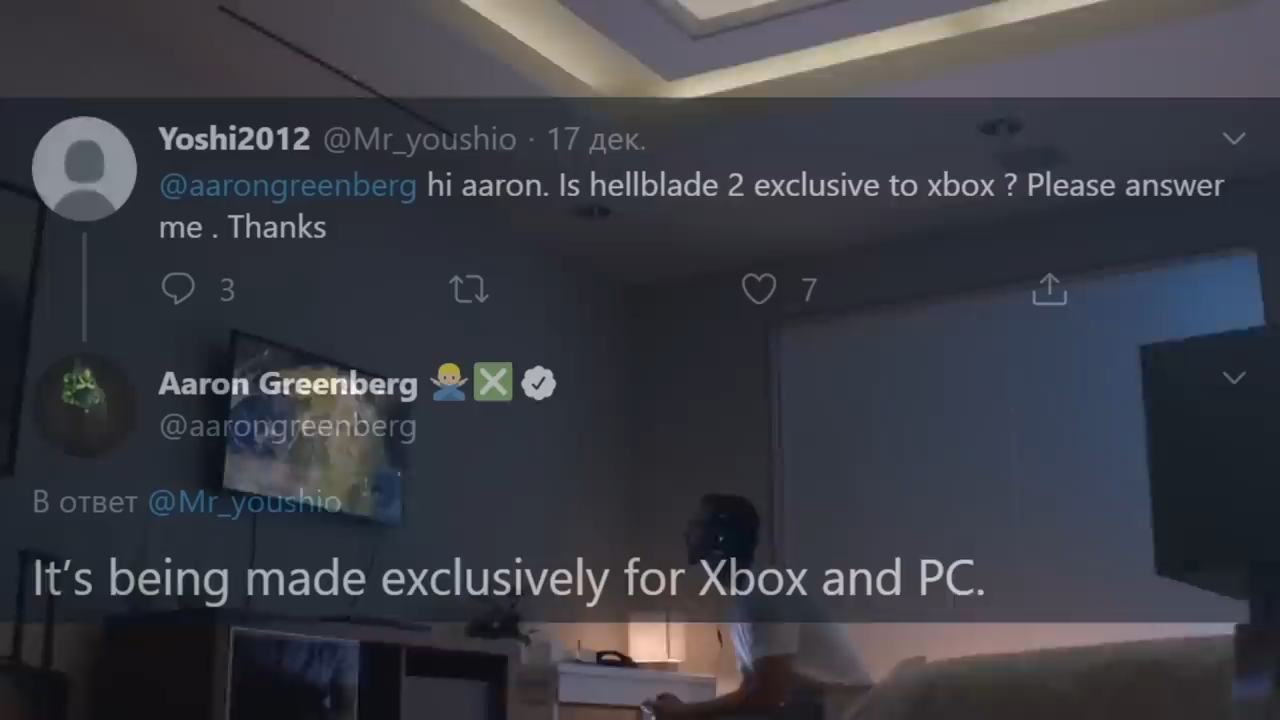 Yoshi2012 @Mr_youshio · 17 дек.
@aarongreenberg hi aaron. Is hellblade 2 exclusive to xbox ? Please answer
me . Thanks
3 7
Aaron Greenberg
@aarongreenberg
В ответ @Mr_youshio
It’s being made exclusively for Xbox and PC.